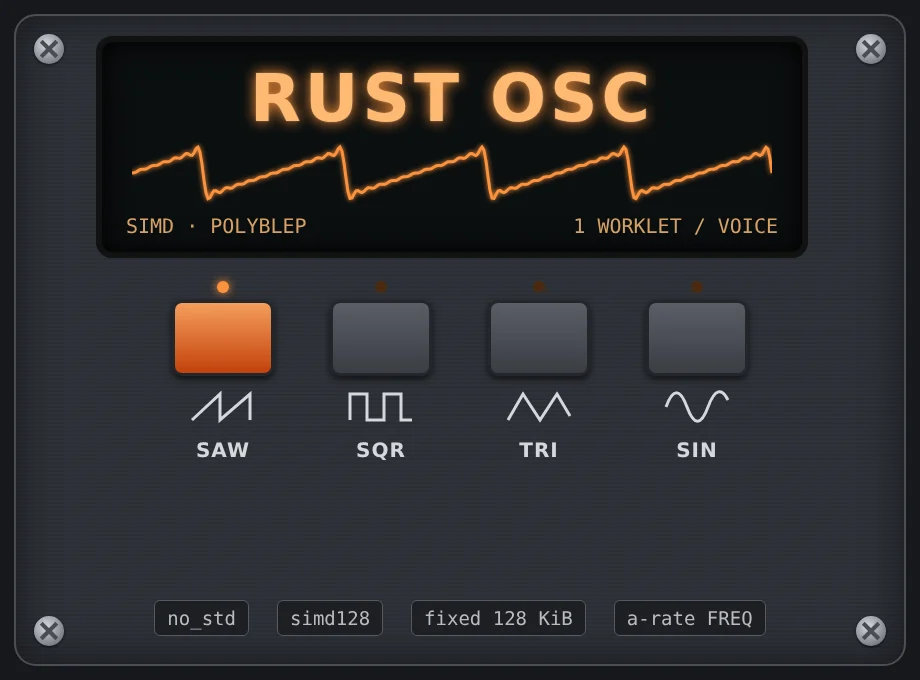 RUST OSC
SIMD · POLYBLEP
1 WORKLET / VOICE
SAW
SQR
TRI
SIN
no_std
simd128
fixed 128 KiB
a-rate FREQ